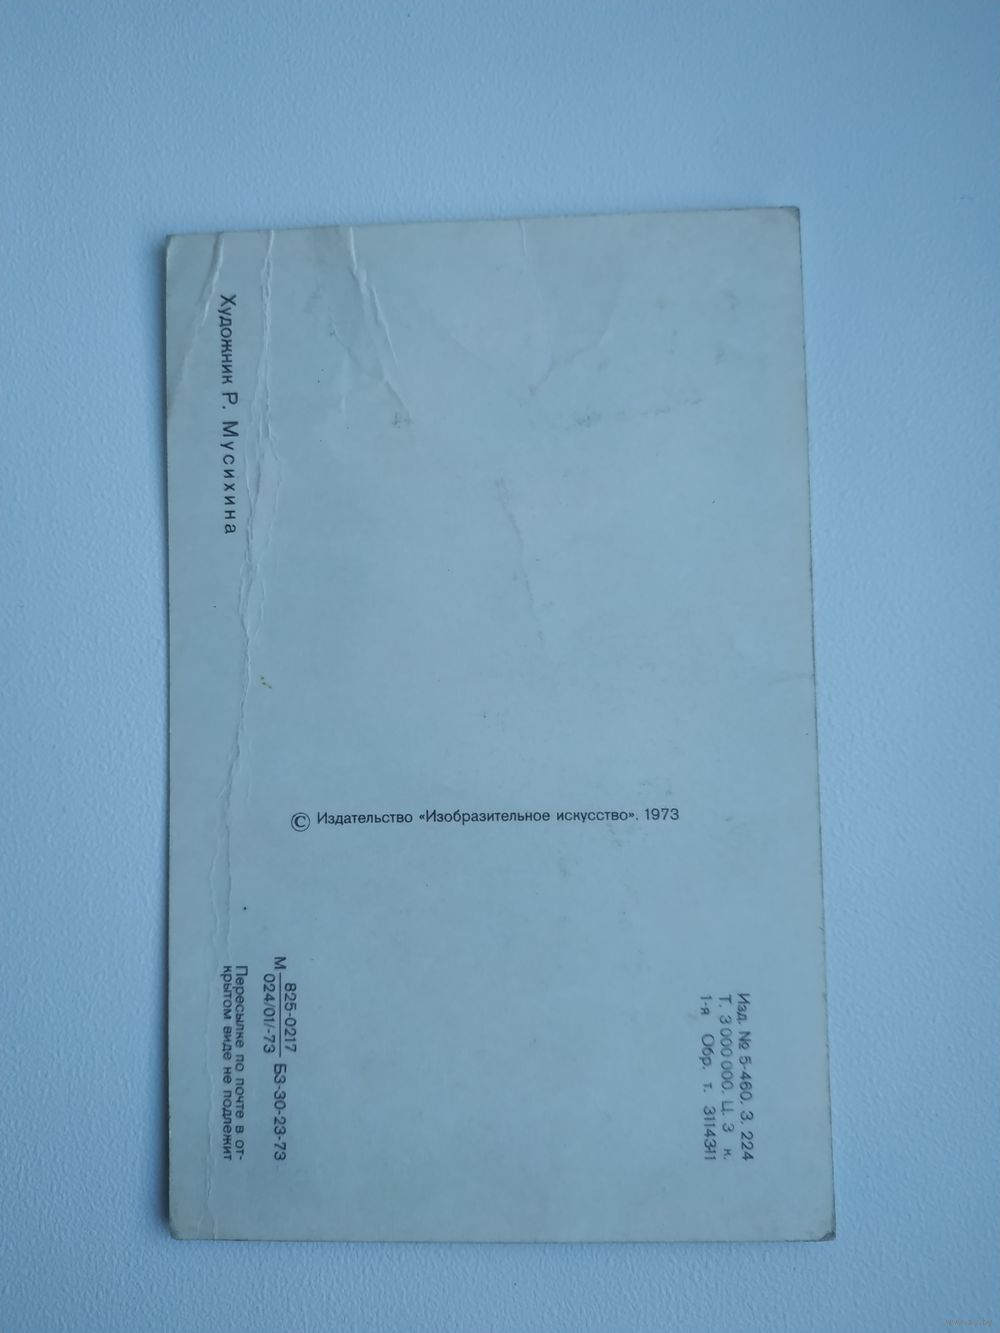 Художник Р. Мусихина
© Издательство «Изобразительное искусство». 1973
М 825-0217
024/01/-73 БЗ-30-23-73
Пересылке по почте в от-
крытом виде не подлежит
Изд. № 5-460. З. 224
Т. 3 000 000. Ц. 3 к.
1-я Обр. т.